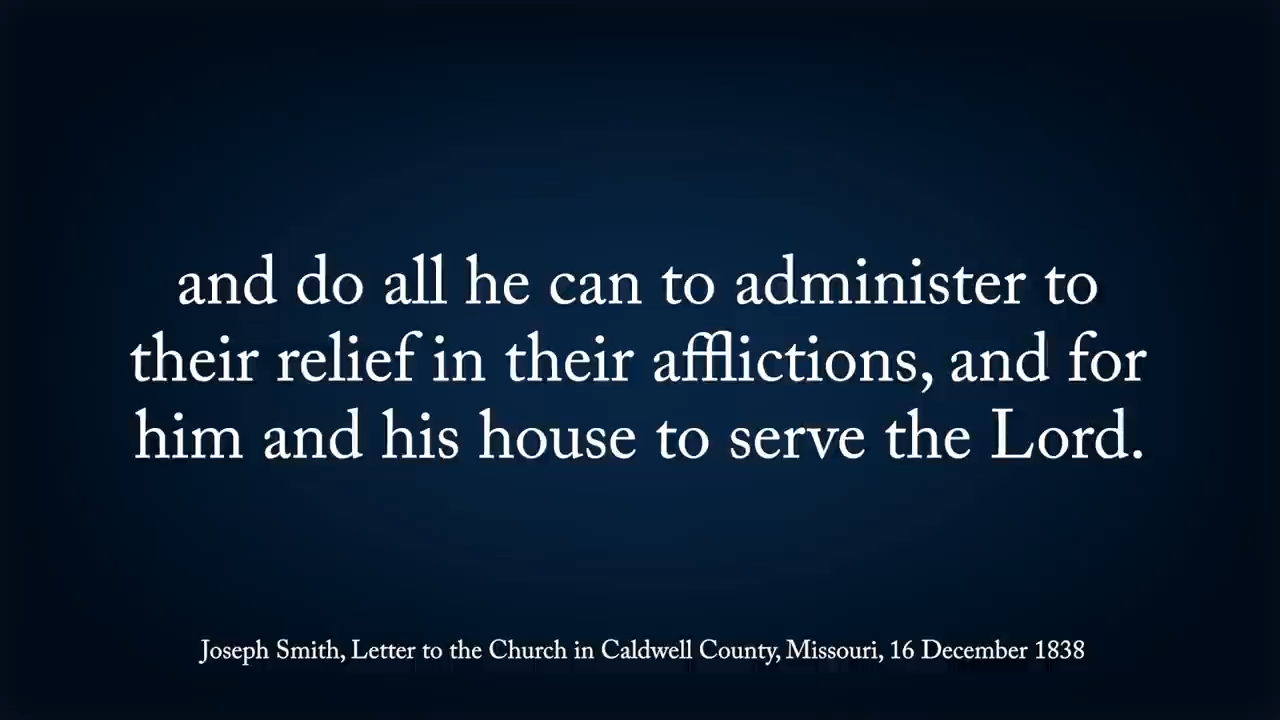 and do all he can to administer to
their relief in their afflictions, and for
him and his house to serve the Lord.
Joseph Smith, Letter to the Church in Caldwell County, Missouri, 16 December 1838